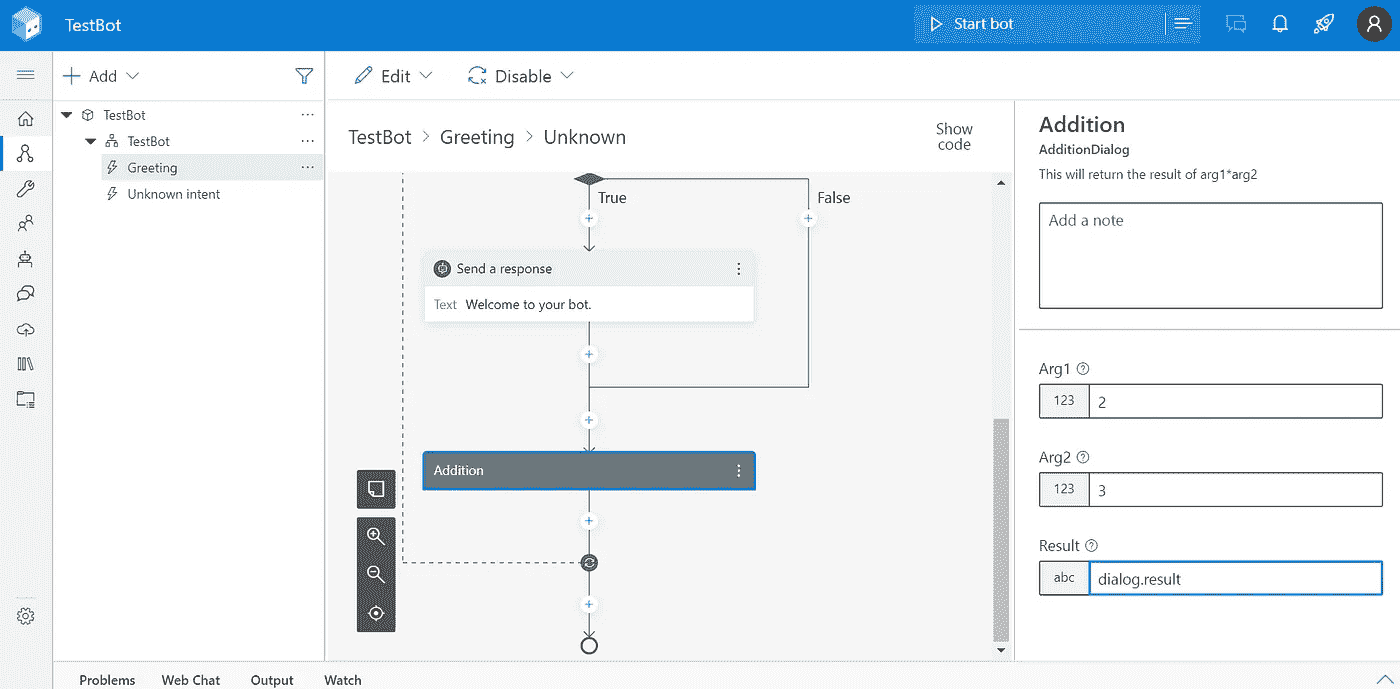 TestBot
Start bot
Add
Edit
Disable
TestBot
TestBot
Greeting
Unknown intent
TestBot > Greeting > Unknown
Show
code
True
False
Send a response
Text Welcome to your bot.
Addition
Addition
AdditionDialog
This will return the result of arg1*arg2
Add a note
Arg1
123 2
Arg2
123 3
Result
abc dialog.result
Problems Web Chat Output Watch